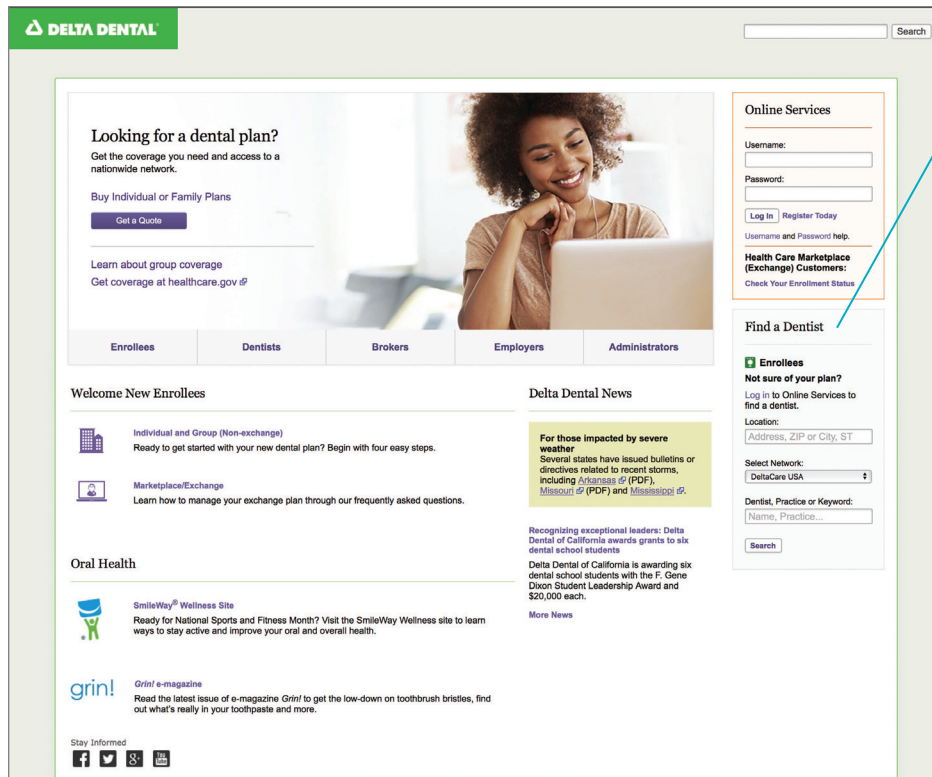 DELTA DENTAL
Search
Looking for a dental plan?
Get the coverage you need and access to a
nationwide network.
Buy Individual or Family Plans
Get a Quote
Learn about group coverage
Get coverage at healthcare.gov
Enrollees
Dentists
Brokers
Employers
Administrators
Online Services
Username:
Password:
Log In Register Today
Username and Password help.
Health Care Marketplace
(Exchange) Customers:
Check Your Enrollment Status
Find a Dentist
Enrollees
Not sure of your plan?
Log in to Online Services to
find a dentist.
Location:
Address, ZIP or City, ST
Select Network:
DeltaCare USA
Dentist, Practice or Keyword:
Name, Practice...
Search
Welcome New Enrollees
Individual and Group (Non-exchange)
Ready to get started with your new dental plan? Begin with four easy steps.
Marketplace/Exchange
Learn how to manage your exchange plan through our frequently asked questions.
Oral Health
SmileWay® Wellness Site
Ready for National Sports and Fitness Month? Visit the SmileWay Wellness site to learn
ways to stay active and improve your oral and overall health.
grin!
Grin! e-magazine
Read the latest issue of e-magazine Grin! to get the low-down on toothbrush bristles, find
out what's really in your toothpaste and more.
Delta Dental News
For those impacted by severe
weather
Several states have issued bulletins or
directives related to recent storms,
including Arkansas (PDF),
Missouri (PDF) and Mississippi.
Recognizing exceptional leaders: Delta
Dental of California awards grants to six
dental school students
Delta Dental of California is awarding six
dental school students with the F. Gene
Dixon Student Leadership Award and
$20,000 each.
More News
Stay Informed
f
8+
You
Tube